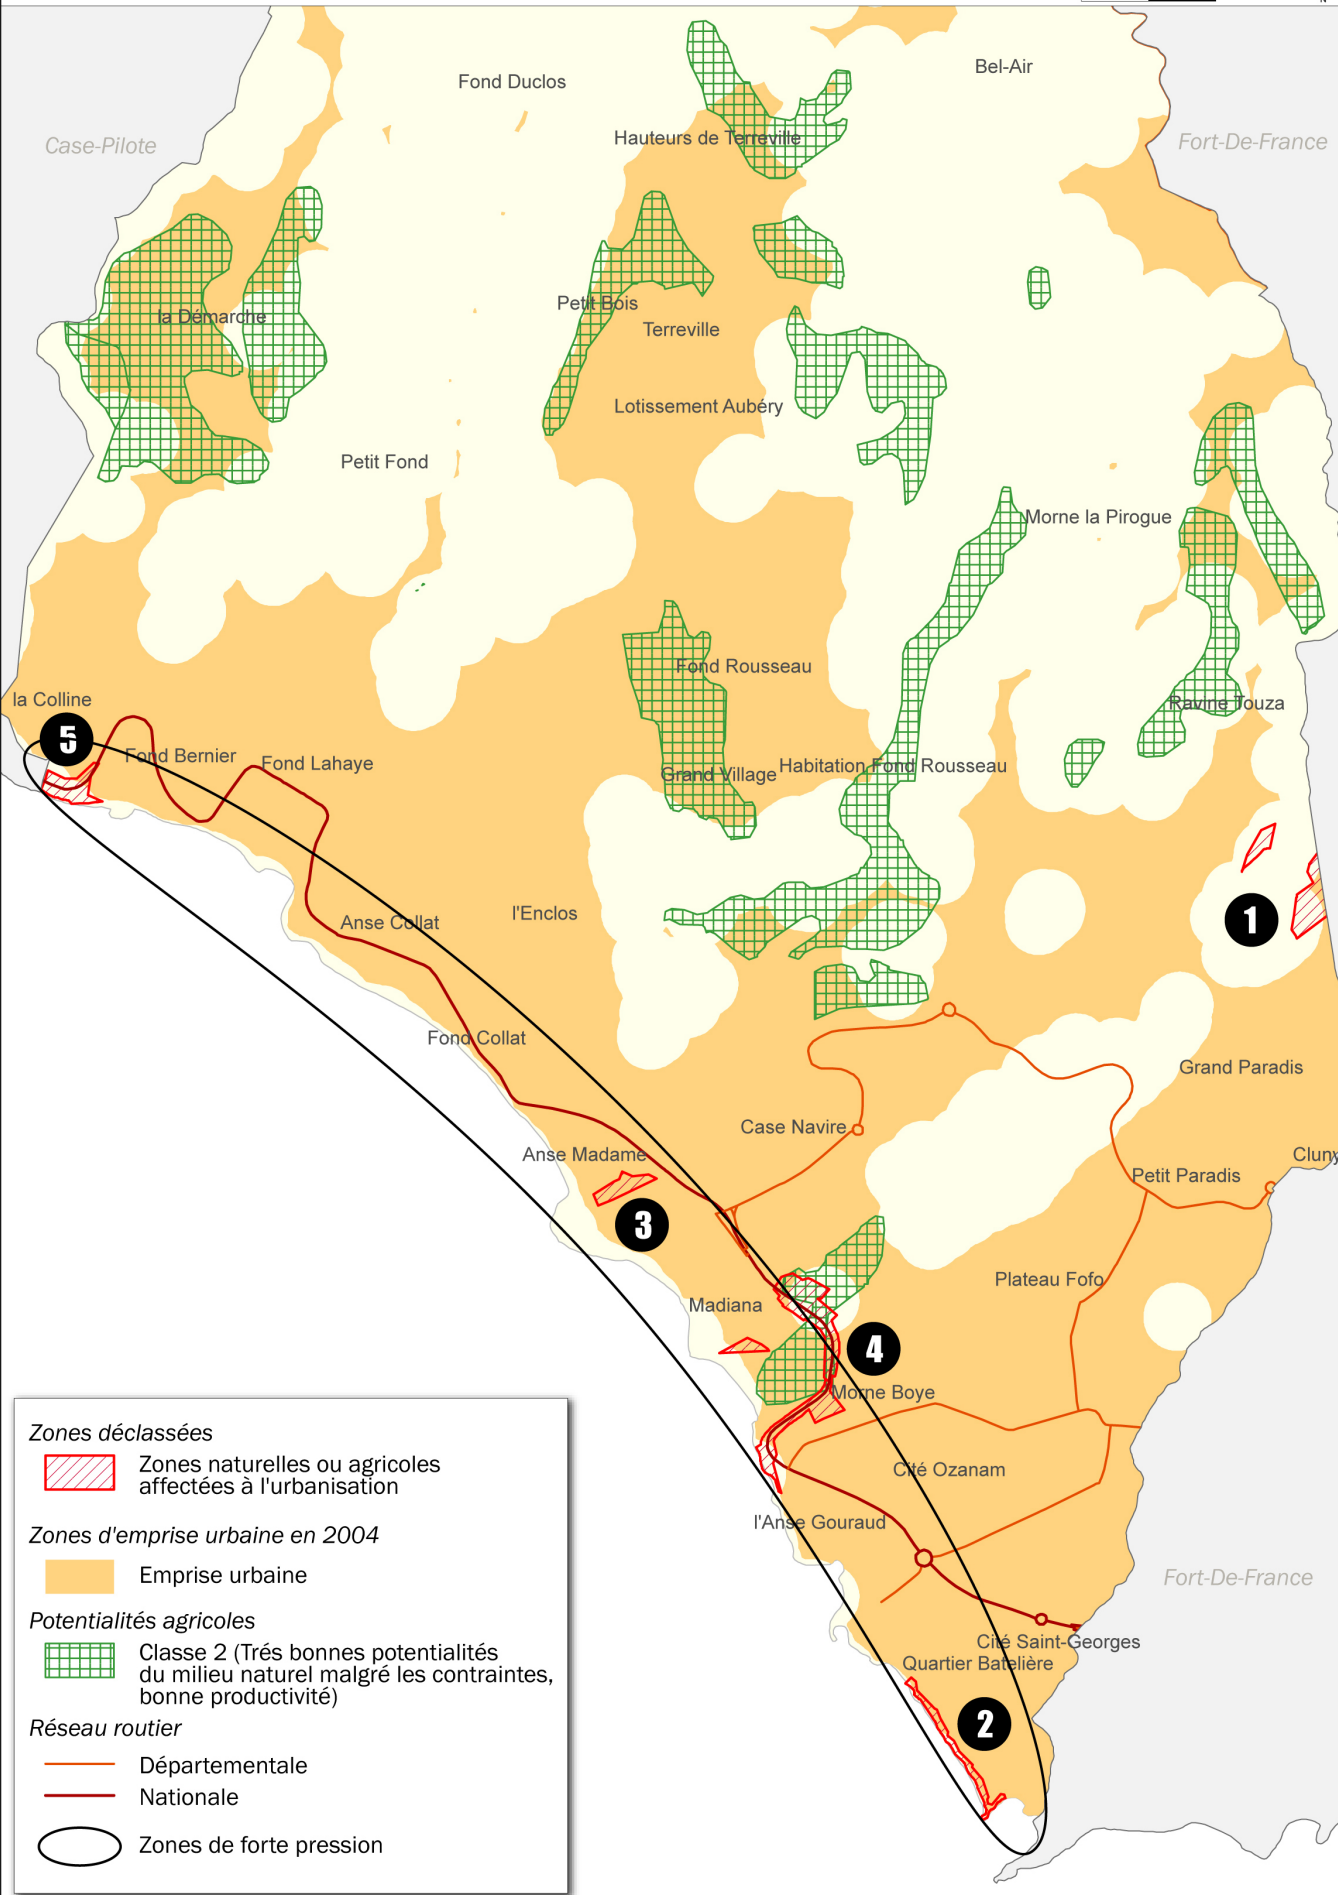 Fond Duclos
Bel-Air
Case-Pilote
Hauteurs de Terreville
Fort-De-France
la Démarche
Petit Bois
Terreville
Lotissement Aubéry
Petit Fond
Morne la Pirogue
Fond Rousseau
la Colline
Ravine Touza
5
Fond Bernier
Fond Lahaye
Grand Village
Habitation Fond Rousseau
Anse Collat
l'Enclos
1
Fond Collat
Grand Paradis
Case Navire
Anse Madame
Cluny
Petit Paradis
3
Plateau Fofo
Madiana
4
Morne Boye
Cité Ozanam
l'Anse Gouraud
Fort-De-France
Cité Saint-Georges
Quartier Batelière
2
Zones déclassées
Zones naturelles ou agricoles
affectées à l'urbanisation
Zones d'emprise urbaine en 2004
Emprise urbaine
Potentialités agricoles
Classe 2 (Trés bonnes potentialités
du milieu naturel malgré les contraintes,
bonne productivité)
Réseau routier
Départementale
Nationale
Zones de forte pression